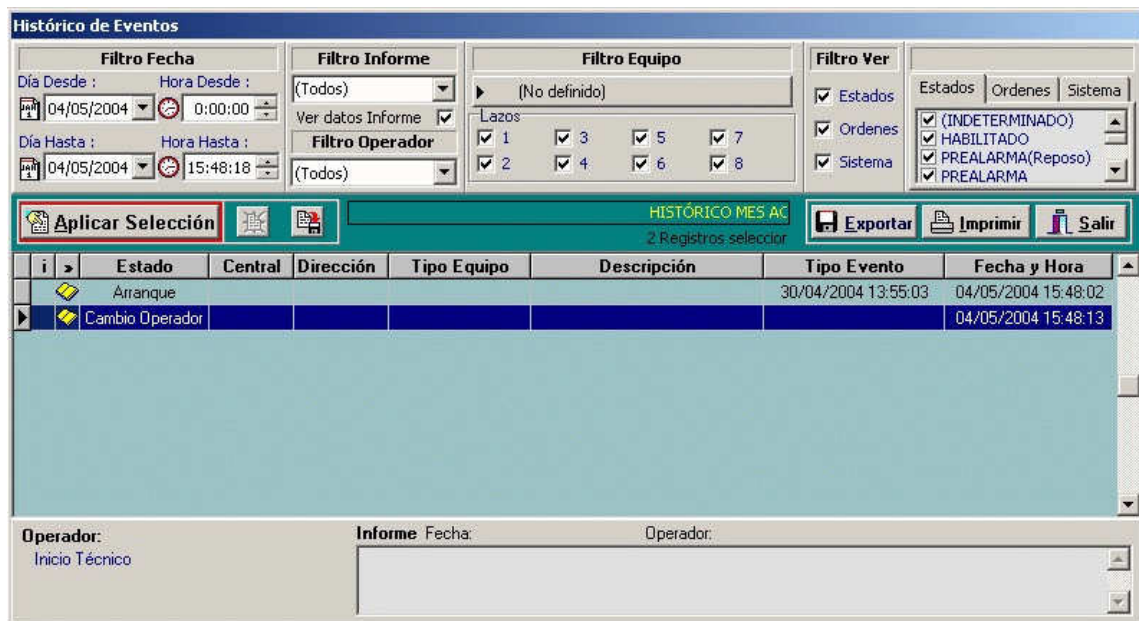 Histórico de Eventos
Filtro Fecha
Día Desde :
Hora Desde :
04/05/2004
0:00:00
Día Hasta :
Hora Hasta :
04/05/2004
15:48:18
Filtro Informe
(Todos)
Ver datos Informe
Filtro Operador
(Todos)
Filtro Equipo
(No definido)
Lazos
1 3 5 7
2 4 6 8
Filtro Ver
Estados
Ordenes
Sistema
Estados Ordenes Sistema
(INDETERMINADO)
HABILITADO
PREALARMA(Reposo)
PREALARMA
Aplicar Selección
HISTÓRICO MES AC
2 Registros seleccior
Exportar
Imprimir
Salir
i » Estado Central Dirección Tipo Equipo Descripción Tipo Evento Fecha y Hora
Arranque 30/04/2004 13:55:03 04/05/2004 15:48:02
Cambio Operador 04/05/2004 15:48:13
Operador:
Inicio Técnico
Informe Fecha: Operador: